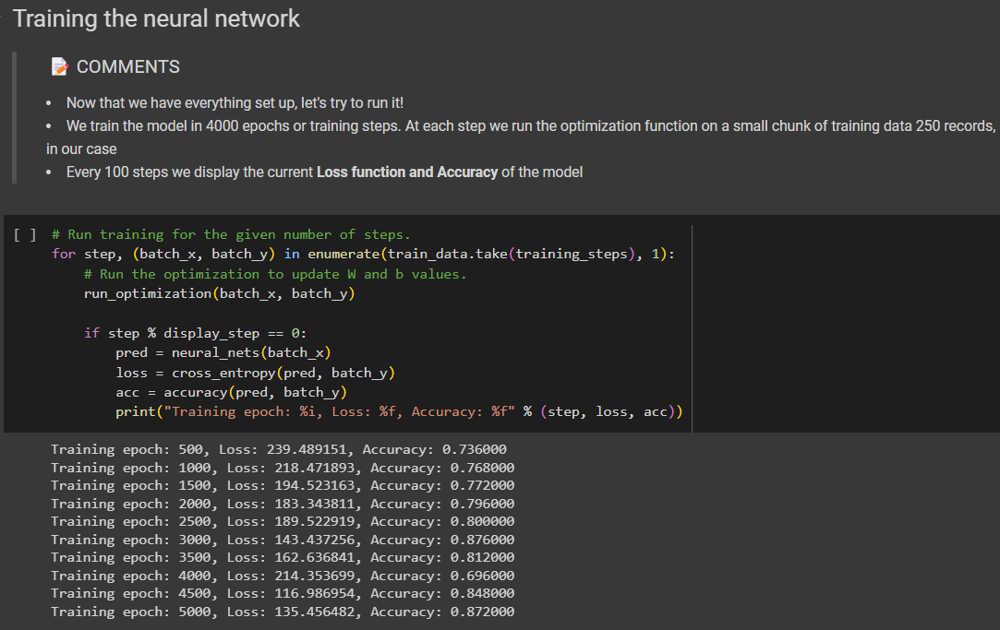 Training the neural network
📝 COMMENTS
• Now that we have everything set up, let's try to run it!
• We train the model in 4000 epochs or training steps. At each step we run the optimization function on a small chunk of training data 250 records,
in our case
• Every 100 steps we display the current Loss function and Accuracy of the model
[ ] # Run training for the given number of steps.
for step, (batch_x, batch_y) in enumerate(train_data.take(training_steps), 1):
    # Run the optimization to update W and b values.
    run_optimization(batch_x, batch_y)
    if step % display_step == 0:
        pred = neural_nets(batch_x)
        loss = cross_entropy(pred, batch_y)
        acc = accuracy(pred, batch_y)
        print("Training epoch: %i, Loss: %f, Accuracy: %f" % (step, loss, acc))
Training epoch: 500, Loss: 239.489151, Accuracy: 0.736000
Training epoch: 1000, Loss: 218.471893, Accuracy: 0.768000
Training epoch: 1500, Loss: 194.523163, Accuracy: 0.772000
Training epoch: 2000, Loss: 183.343811, Accuracy: 0.796000
Training epoch: 2500, Loss: 189.522919, Accuracy: 0.800000
Training epoch: 3000, Loss: 143.437256, Accuracy: 0.876000
Training epoch: 3500, Loss: 162.636841, Accuracy: 0.812000
Training epoch: 4000, Loss: 214.353699, Accuracy: 0.696000
Training epoch: 4500, Loss: 116.986954, Accuracy: 0.848000
Training epoch: 5000, Loss: 135.456482, Accuracy: 0.872000